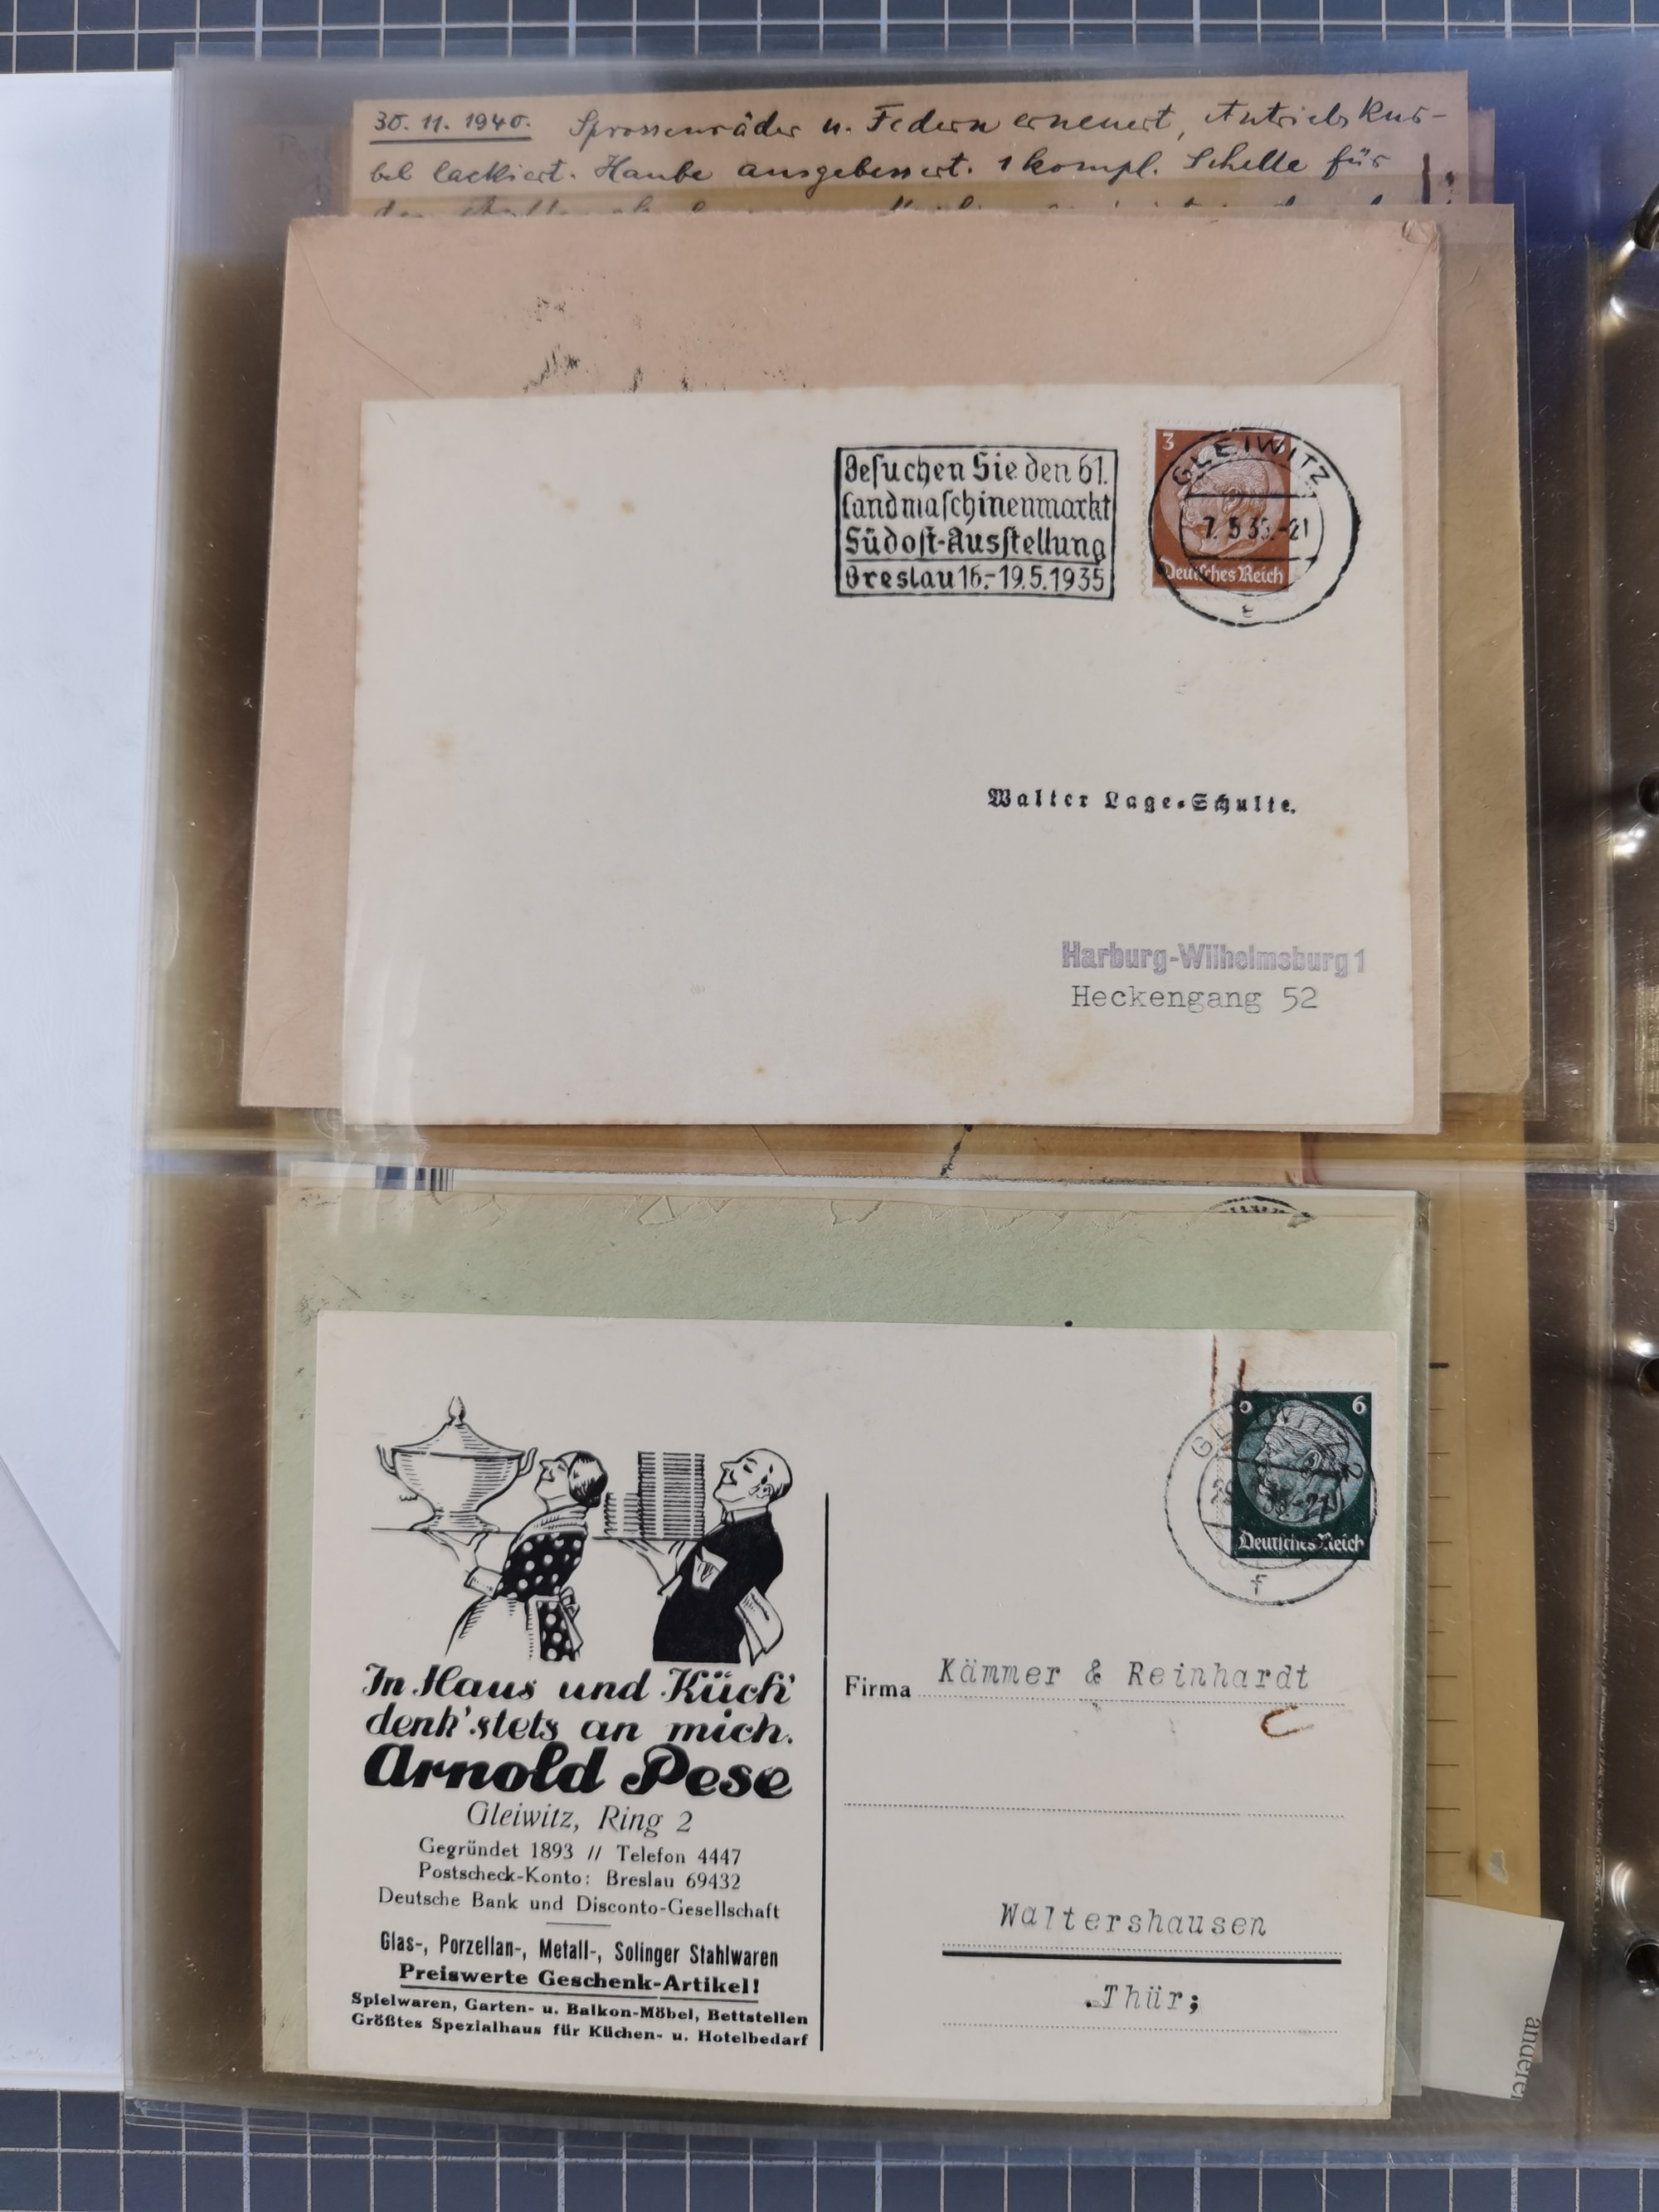 30. 11. 1940. Sprossenräder u. Federn erneuert, Antriebskur-
bel lackiert. Haube ausgebessert. 1 kompl. Schelle für
Besuchen Sie den 61.
Landmaschinenmarkt
Südost-Ausstellung
Breslau 16.-19.5.1935
3
Deutsches Reich
GLEIWITZ
7. 5 35.-21
Walter Lage-Schulte.
Harburg-Wilhelmsburg 1
Heckengang 52
6
Deutsches Reich
f
In Haus und Küch'
denk' stets an mich.
Arnold Pese
Gleiwitz, Ring 2
Gegründet 1893 // Telefon 4447
Postscheck-Konto: Breslau 69432
Deutsche Bank und Disconto-Gesellschaft
Glas-, Porzellan-, Metall-, Solinger Stahlwaren
Preiswerte Geschenk-Artikel!
Spielwaren, Garten- u. Balkon-Möbel, Bettstellen
Größtes Spezialhaus für Küchen- u. Hotelbedarf
Firma Kämmer & Reinhardt
Waltershausen
.Thür;
anderer